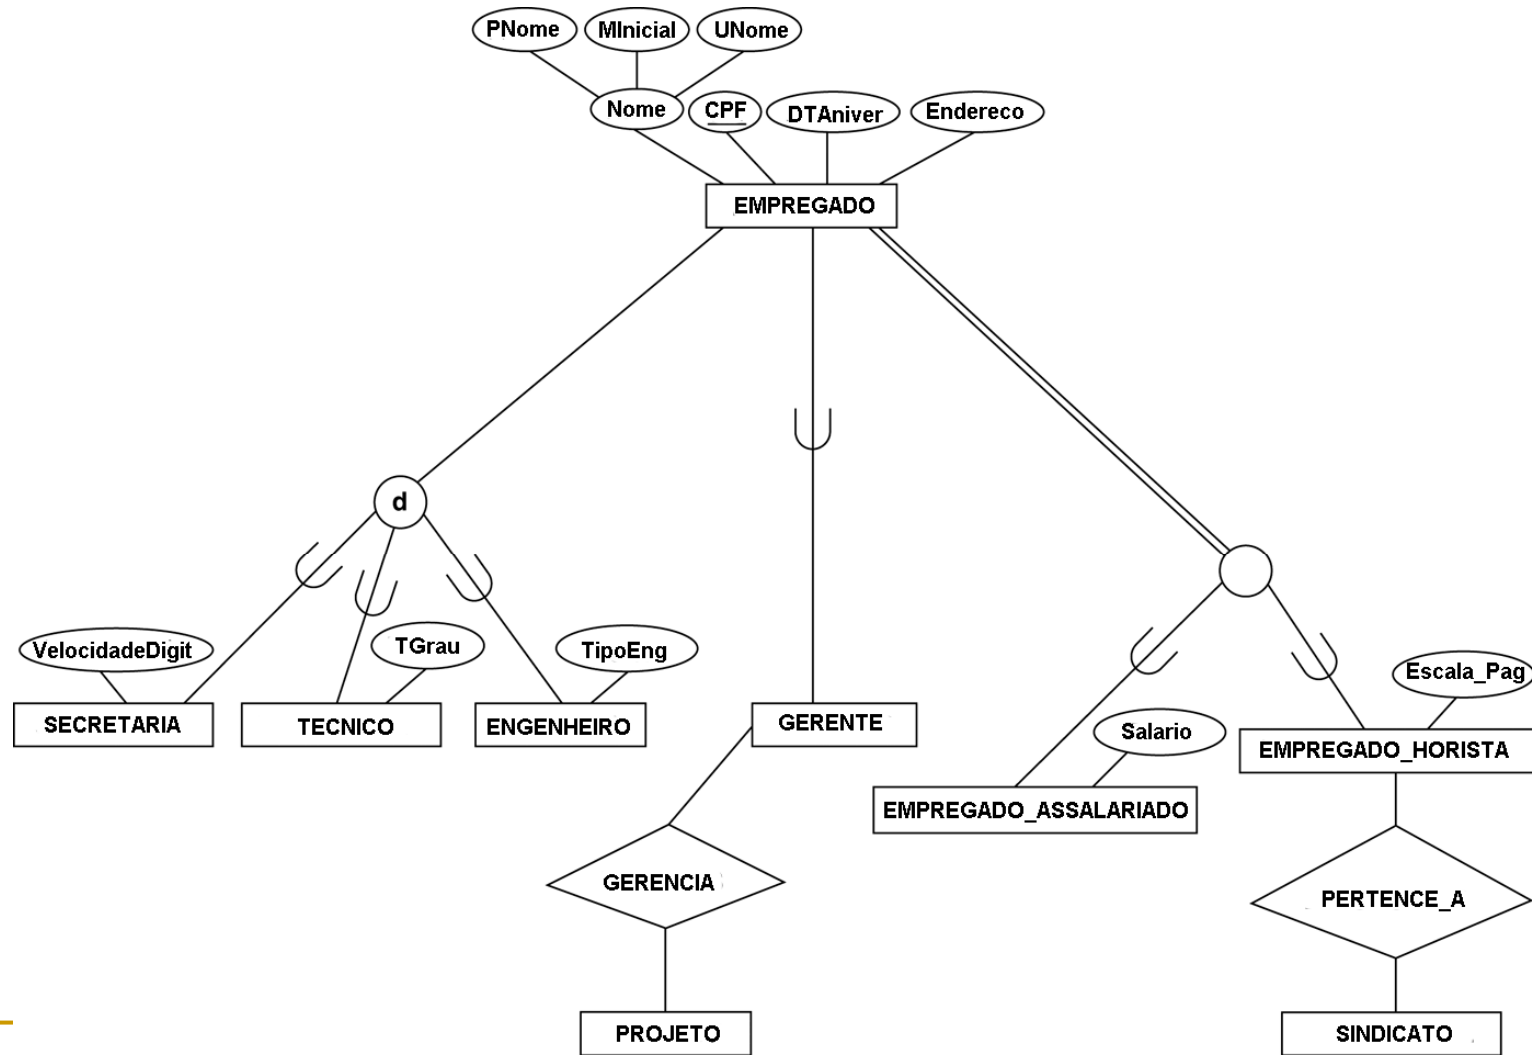 PNome
MInicial
UNome
Nome
CPF
DTAniver
Endereco
EMPREGADO
d
VelocidadeDigit
TGrau
TipoEng
Escala_Pag
SECRETARIA
TECNICO
ENGENHEIRO
GERENTE
Salario
EMPREGADO_HORISTA
EMPREGADO_ASSALARIADO
GERENCIA
PERTENCE_A
PROJETO
SINDICATO